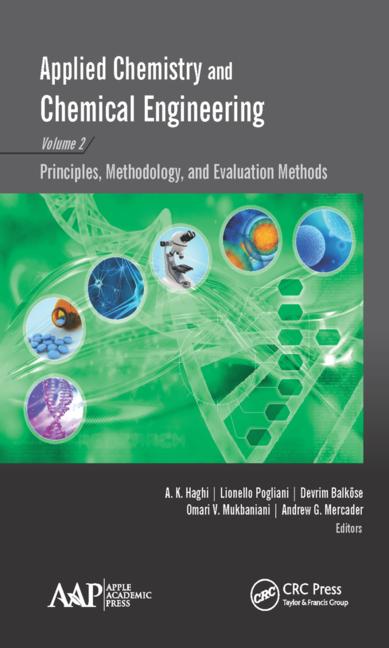 Applied Chemistry and
Chemical Engineering
Volume 2
Principles, Methodology, and Evaluation Methods
A. K. Haghi | Lionello Pogliani | Devrim Balköse
Omari V. Mukbaniani | Andrew G. Mercader
Editors
AAP
APPLE
ACADEMIC
PRESS
CRC
CRC Press
Taylor & Francis Group